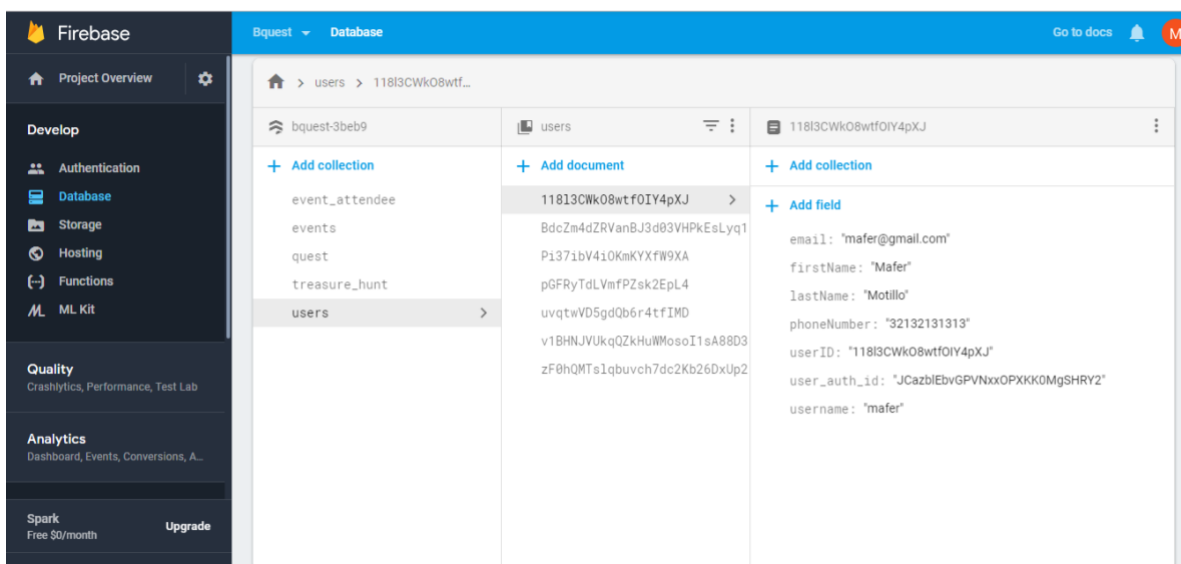 Firebase
Bquest Database Go to docs M
Project Overview
users > 118l3CWkO8wtf...
bquest-3beb9 users 118l3CWkO8wtfOIY4pXJ
Develop
+ Add collection + Add document + Add collection
Authentication
event_attendee 118l3CWkO8wtfOIY4pXJ
Database
+ Add field
Storage
events BdcZm4dZRVanBJ3d03VHPkEsLyq1
email: "mafer@gmail.com"
Hosting
quest Pi37ibV4iOKmKYXfW9XA
firstName: "Mafer"
Functions
treasure_hunt pGFRyTdLVmfPZsk2EpL4
lastName: "Motillo"
ML Kit
users uvqtwVD5gdQb6r4tfIMD
phoneNumber: "32132131313"
v1BHNJVUkqQZkHuWMosoI1sA88D3
userID: "118l3CWkO8wtfOIY4pXJ"
Quality
zF0hQMTslqbuvch7dc2Kb26DxUp2
user_auth_id: "JCazblEbvGPVNxxOPXKK0MgSHRY2"
Crashlytics, Performance, Test Lab
username: "mafer"
Analytics
Dashboard, Events, Conversions, A...
Spark
Free $0/month
Upgrade